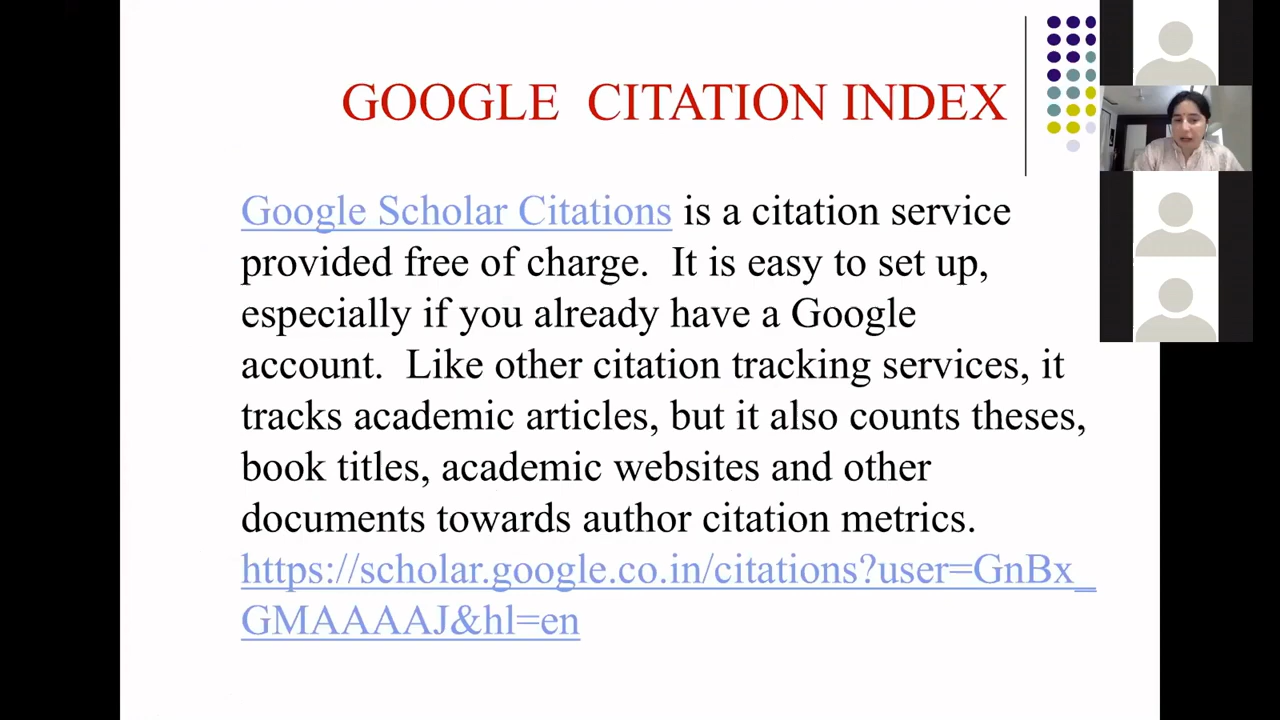 GOOGLE CITATION INDEX
Google Scholar Citations is a citation service
provided free of charge. It is easy to set up,
especially if you already have a Google
account. Like other citation tracking services, it
tracks academic articles, but it also counts theses,
book titles, academic websites and other
documents towards author citation metrics.
https://scholar.google.co.in/citations?user=GnBx_
GMAAAAJ&hl=en